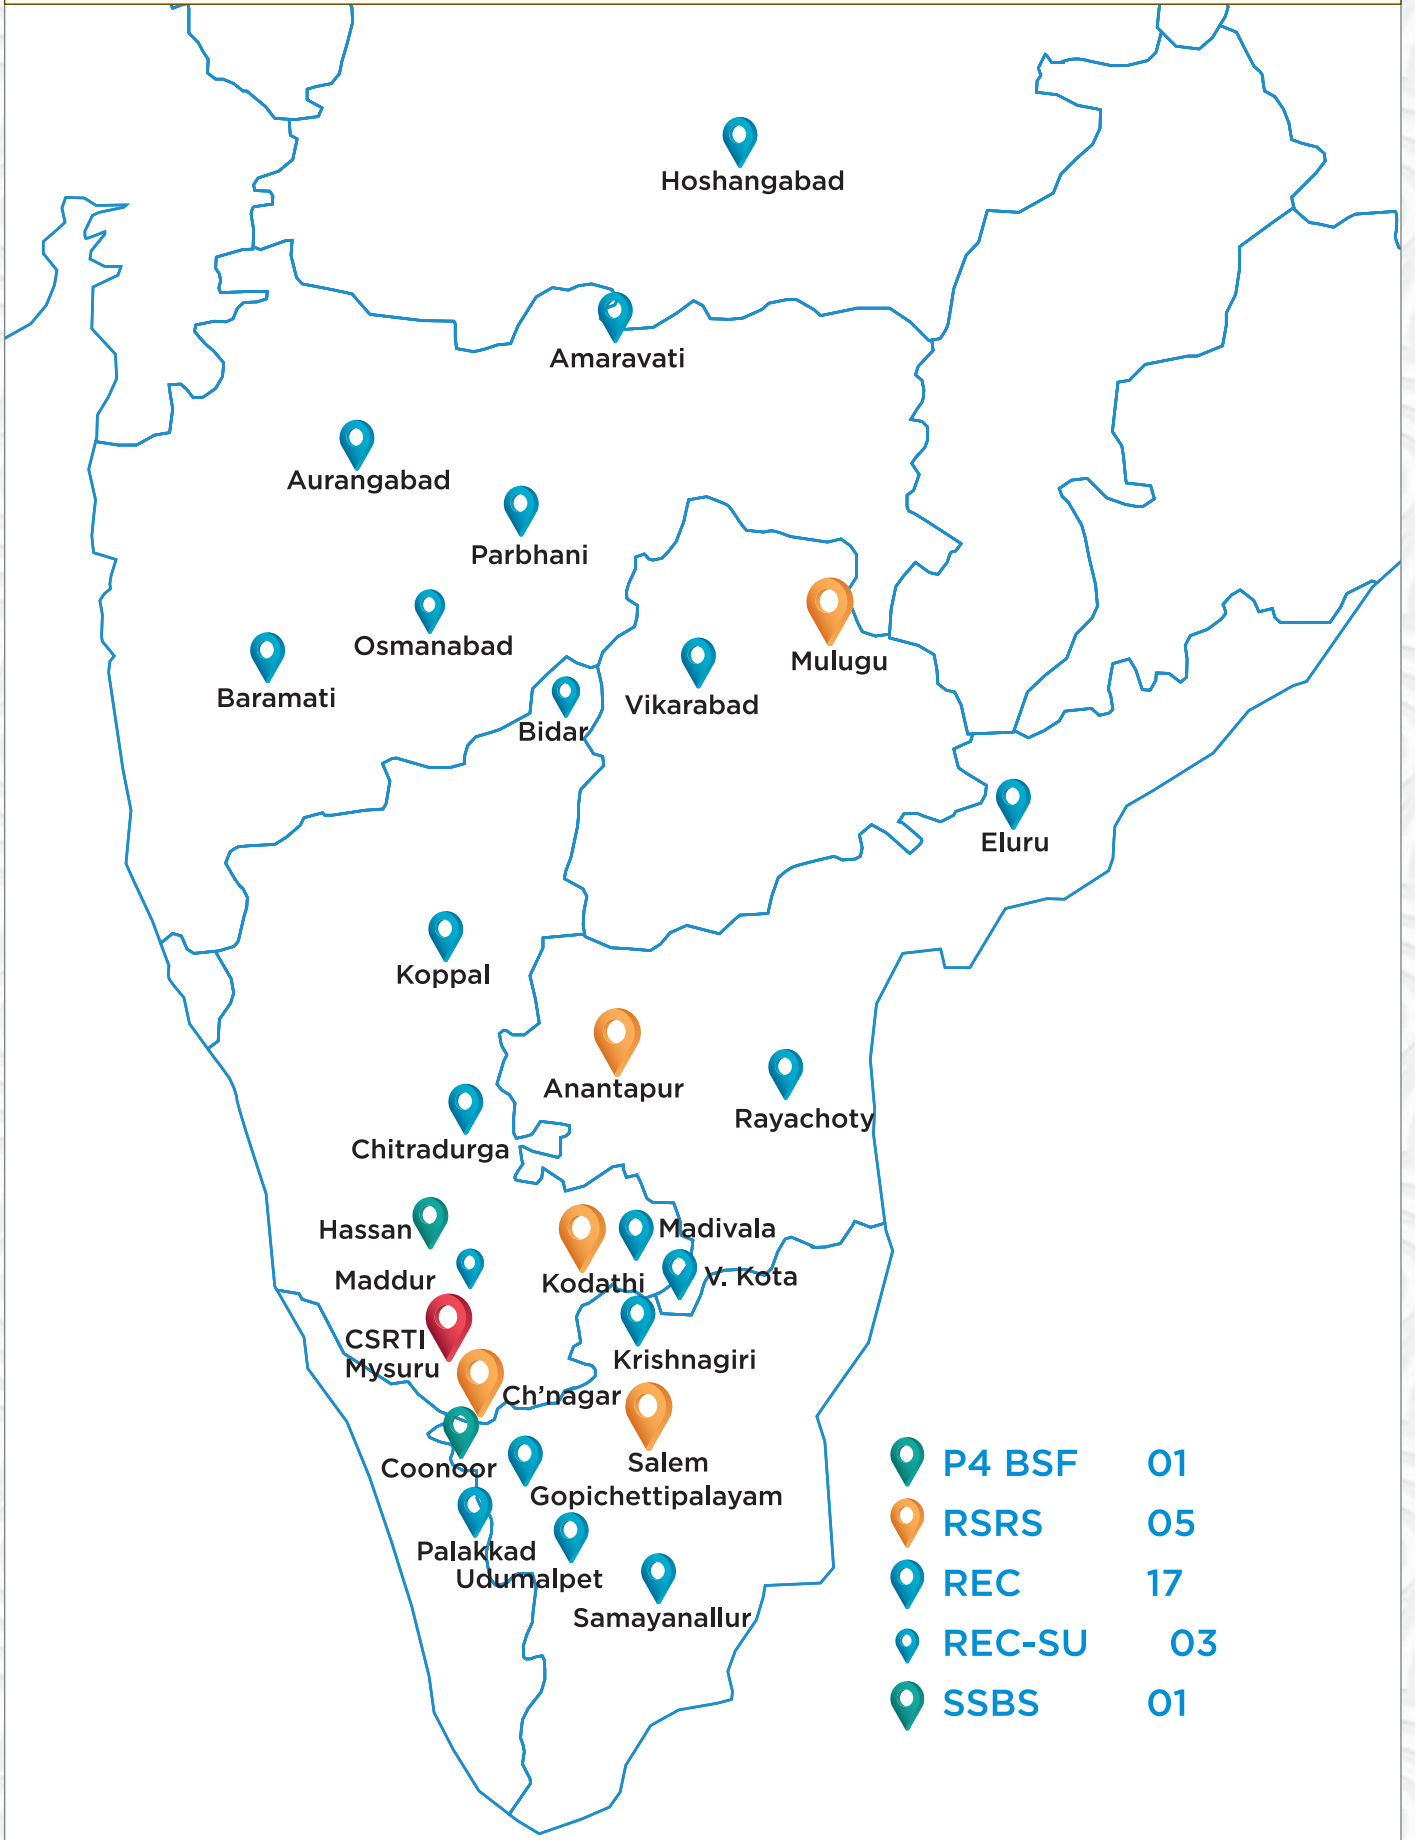 Hoshangabad
Amaravati
Aurangabad
Parbhani
Osmanabad
Mulugu
Baramati
Vikarabad
Bidar
Eluru
Koppal
Anantapur
Rayachoty
Chitradurga
Hassan
Madivala
Maddur
Kodathi
V. Kota
CSRTI
Mysuru
Krishnagiri
Ch'nagar
Salem
Coonoor
Gopichettipalayam
Palakkad
Udumalpet
Samayanallur
P4 BSF 01
RSRS 05
REC 17
REC-SU 03
SSBS 01